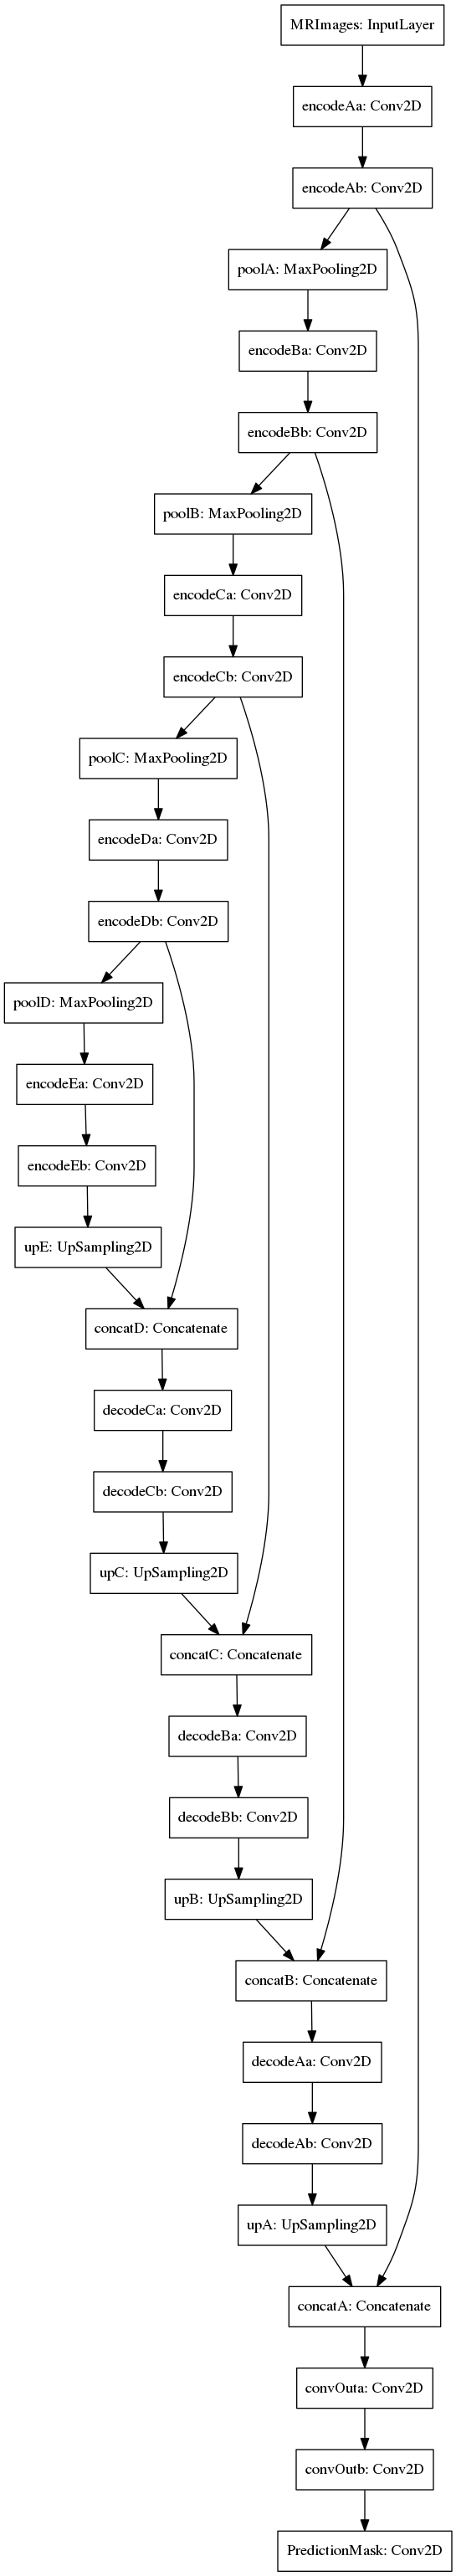 MRImages: InputLayer
encodeAa: Conv2D
encodeAb: Conv2D
poolA: MaxPooling2D
encodeBa: Conv2D
encodeBb: Conv2D
poolB: MaxPooling2D
encodeCa: Conv2D
encodeCb: Conv2D
poolC: MaxPooling2D
encodeDa: Conv2D
encodeDb: Conv2D
poolD: MaxPooling2D
encodeEa: Conv2D
encodeEb: Conv2D
upE: UpSampling2D
concatD: Concatenate
decodeCa: Conv2D
decodeCb: Conv2D
upC: UpSampling2D
concatC: Concatenate
decodeBa: Conv2D
decodeBb: Conv2D
upB: UpSampling2D
concatB: Concatenate
decodeAa: Conv2D
decodeAb: Conv2D
upA: UpSampling2D
concatA: Concatenate
convOuta: Conv2D
convOutb: Conv2D
PredictionMask: Conv2D